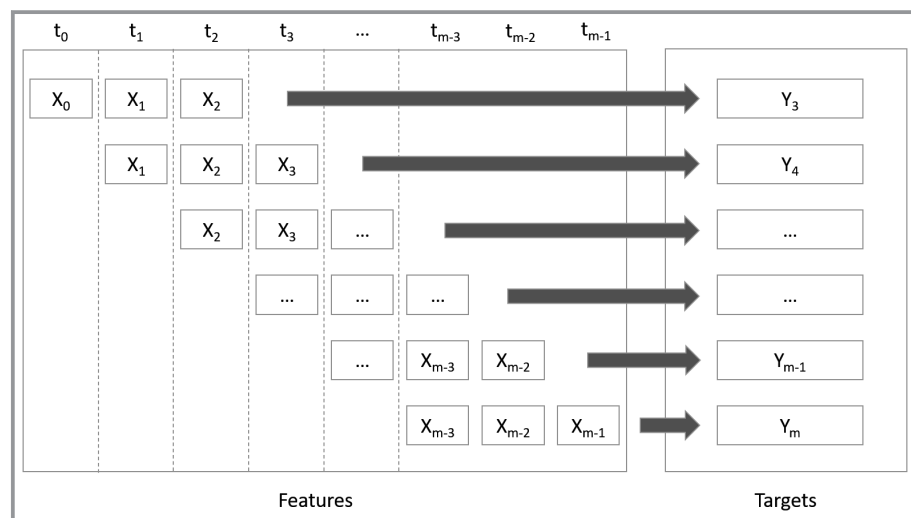 t₀ t₁ t₂ t₃ ... tₘ₋₃ tₘ₋₂ tₘ₋₁
X₀ X₁ X₂ Y₃
X₁ X₂ X₃ Y₄
X₂ X₃ ... ...
... ... ... ...
... Xₘ₋₃ Xₘ₋₂ Yₘ₋₁
Xₘ₋₃ Xₘ₋₂ Xₘ₋₁ Yₘ
Features Targets